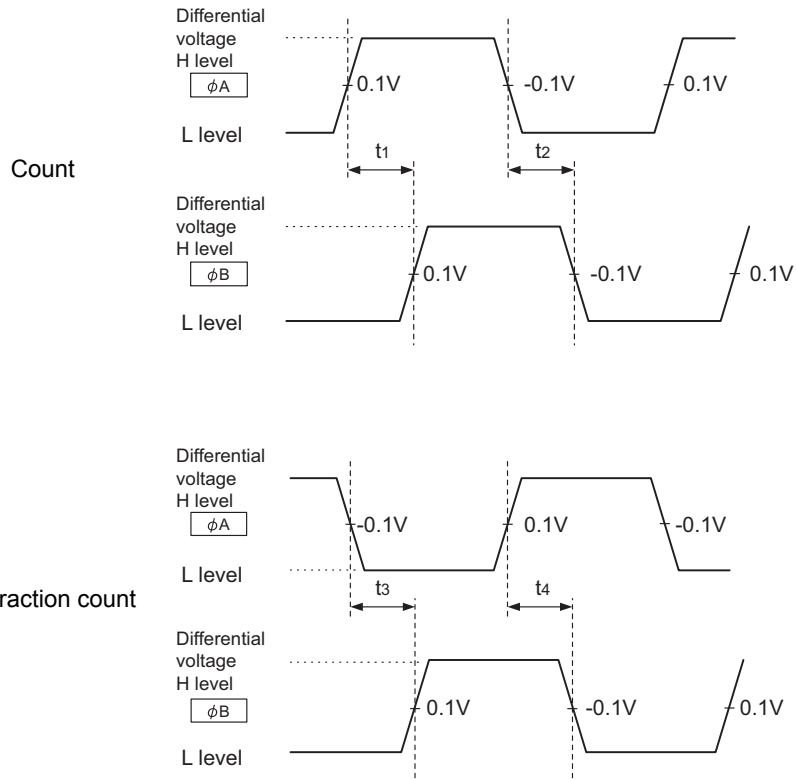 Differential
voltage
H level
φA
0.1V
-0.1V
0.1V
L level
t1
t2
Count
Differential
voltage
H level
φB
0.1V
-0.1V
0.1V
L level
Differential
voltage
H level
φA
-0.1V
0.1V
-0.1V
L level
t3
t4
raction count
Differential
voltage
H level
φB
0.1V
-0.1V
0.1V
L level